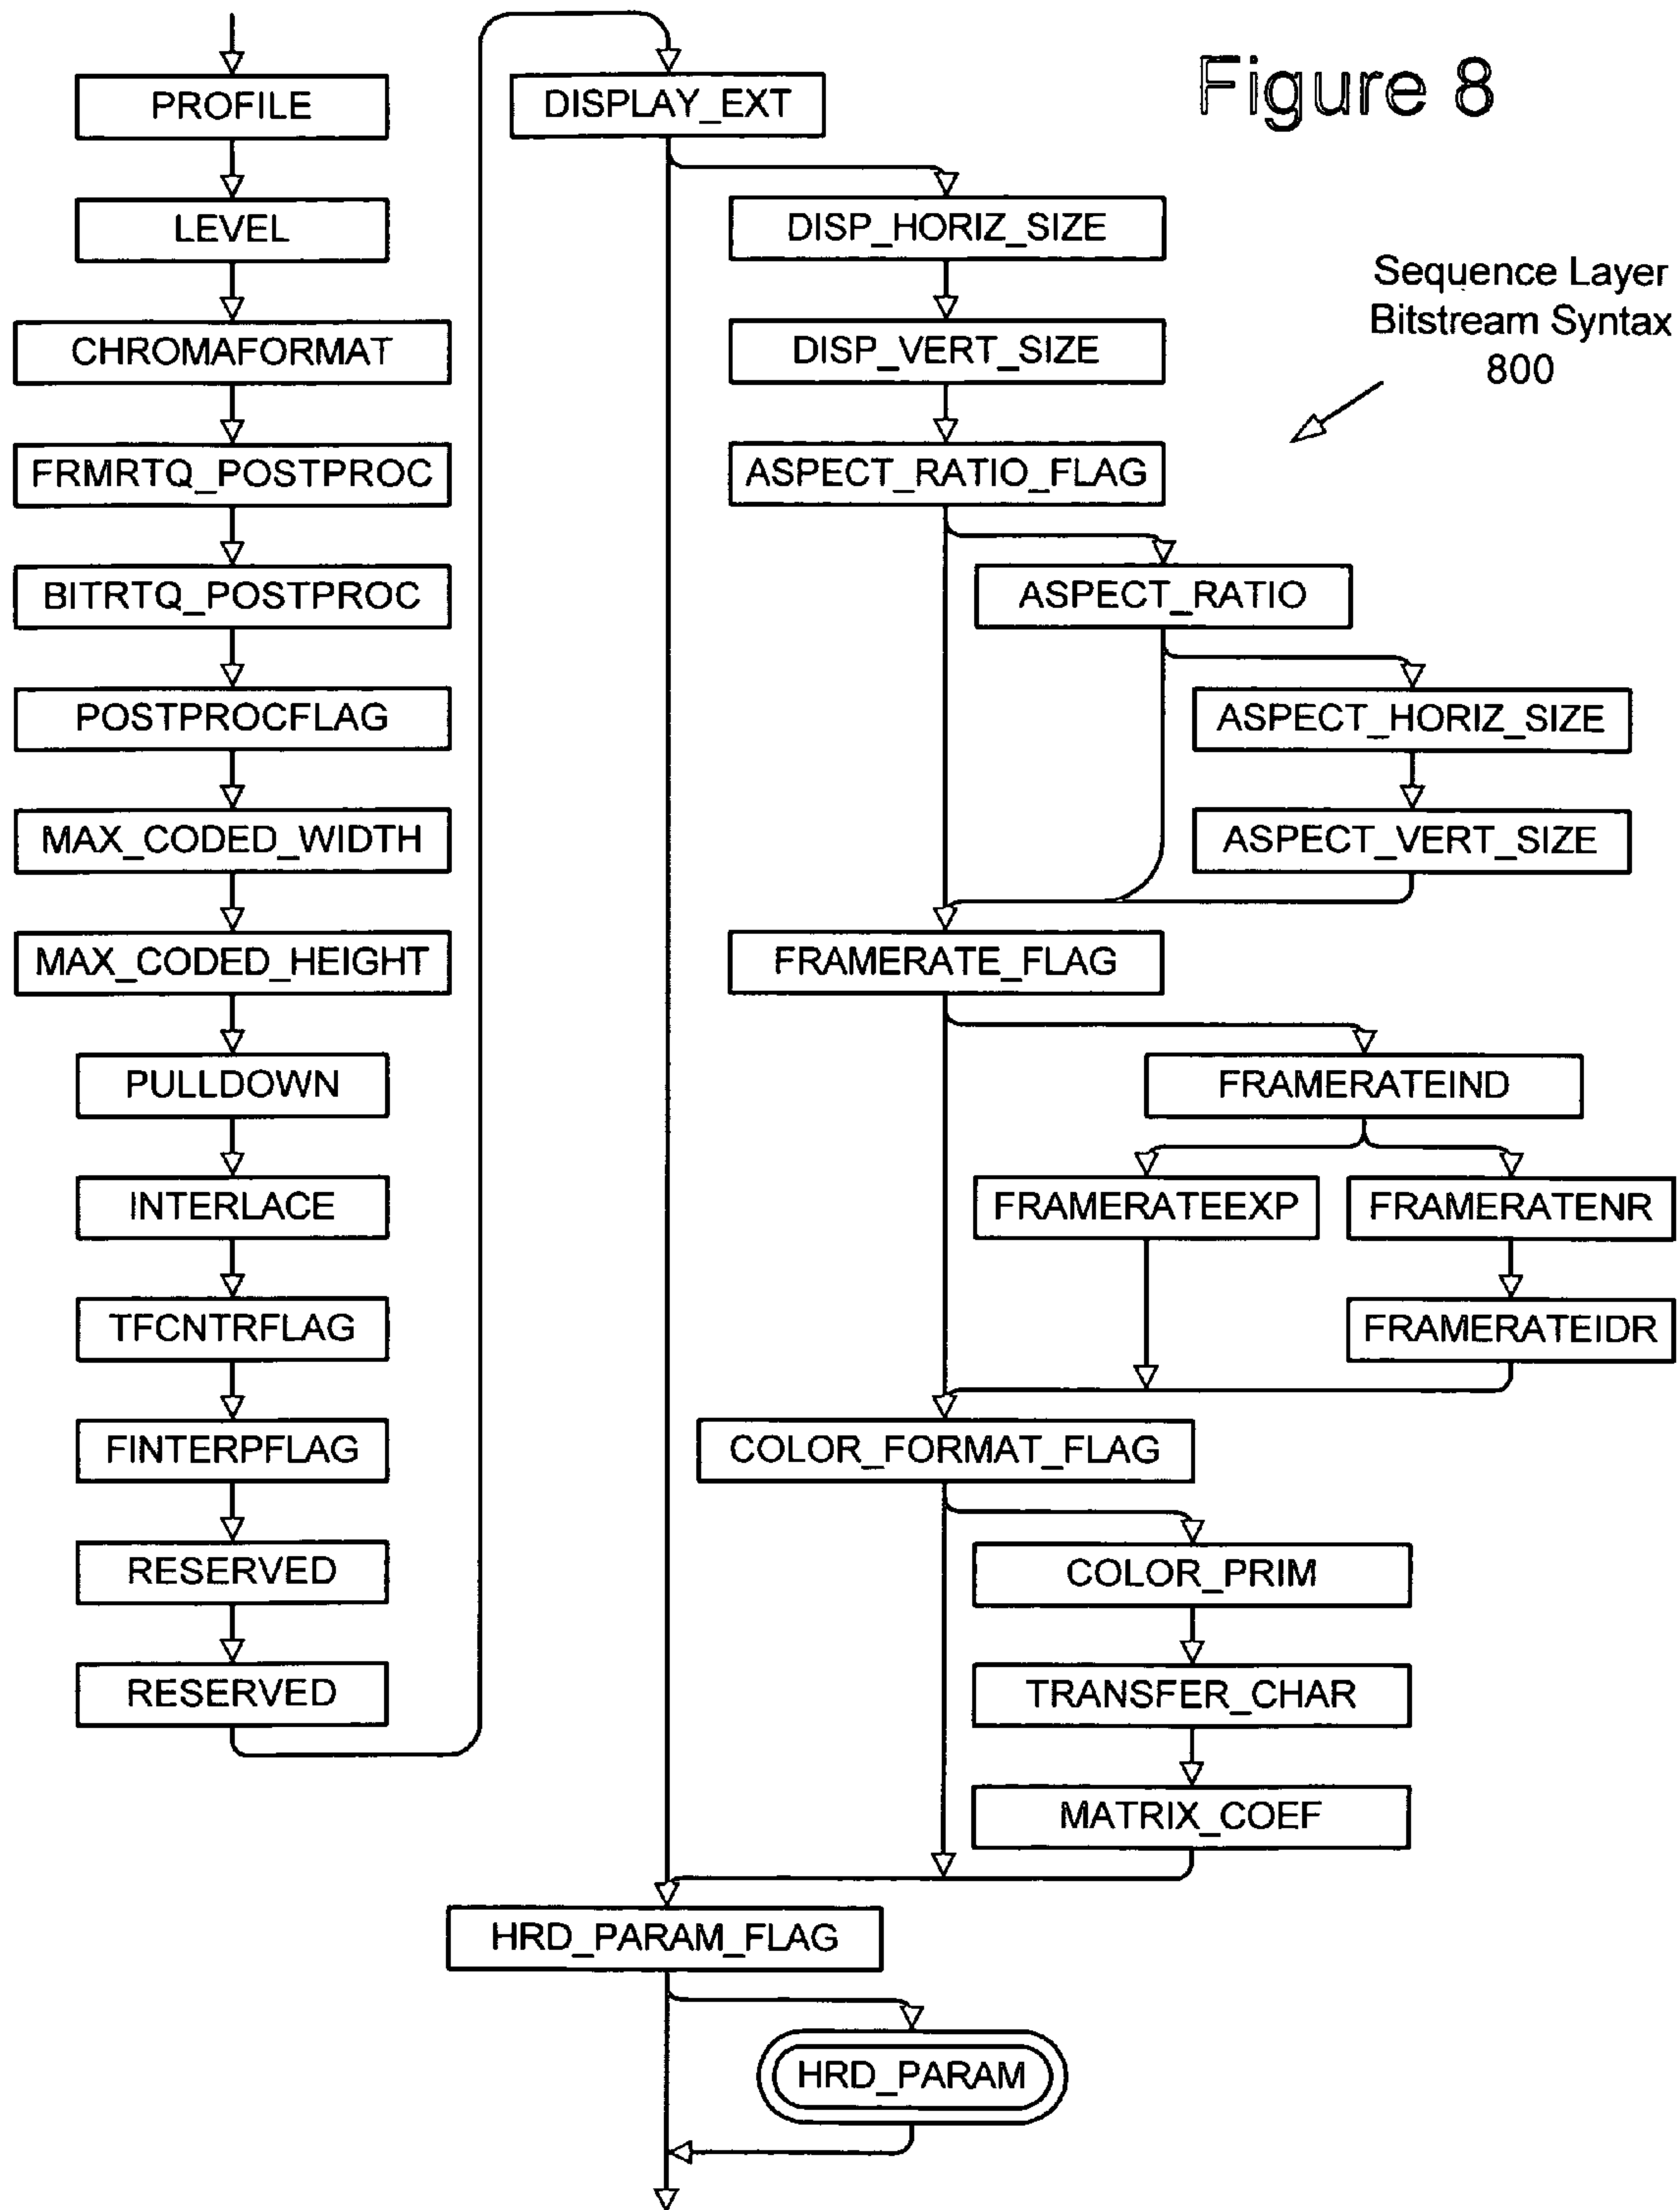 Figure 8
Sequence Layer
Bitstream Syntax
800
PROFILE
LEVEL
CHROMAFORMAT
FRMRTQ_POSTPROC
BITRTQ_POSTPROC
POSTPROCFLAG
MAX_CODED_WIDTH
MAX_CODED_HEIGHT
PULLDOWN
INTERLACE
TFCNTRFLAG
FINTERPFLAG
RESERVED
RESERVED
DISPLAY_EXT
DISP_HORIZ_SIZE
DISP_VERT_SIZE
ASPECT_RATIO_FLAG
ASPECT_RATIO
ASPECT_HORIZ_SIZE
ASPECT_VERT_SIZE
FRAMERATE_FLAG
FRAMERATEIND
FRAMERATEEXP
FRAMERATENR
FRAMERATEIDR
COLOR_FORMAT_FLAG
COLOR_PRIM
TRANSFER_CHAR
MATRIX_COEF
HRD_PARAM_FLAG
HRD_PARAM